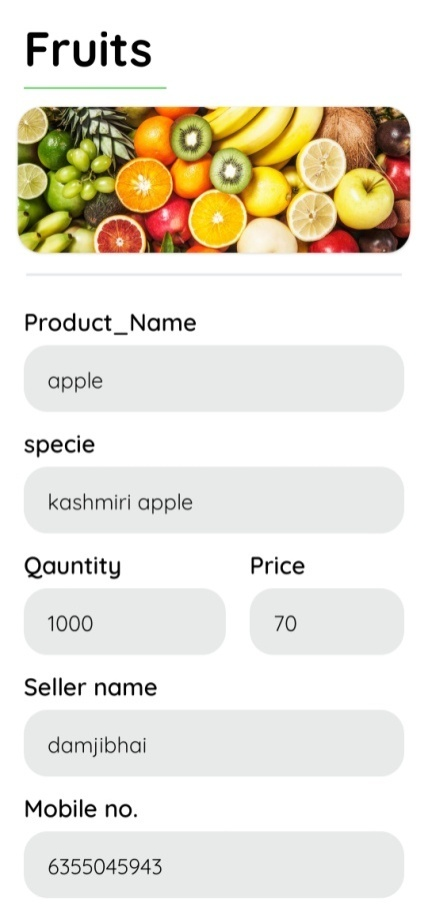 Fruits
Product_Name
apple
specie
kashmiri apple
Qauntity Price
1000 70
Seller name
damjibhai
Mobile no.
6355045943